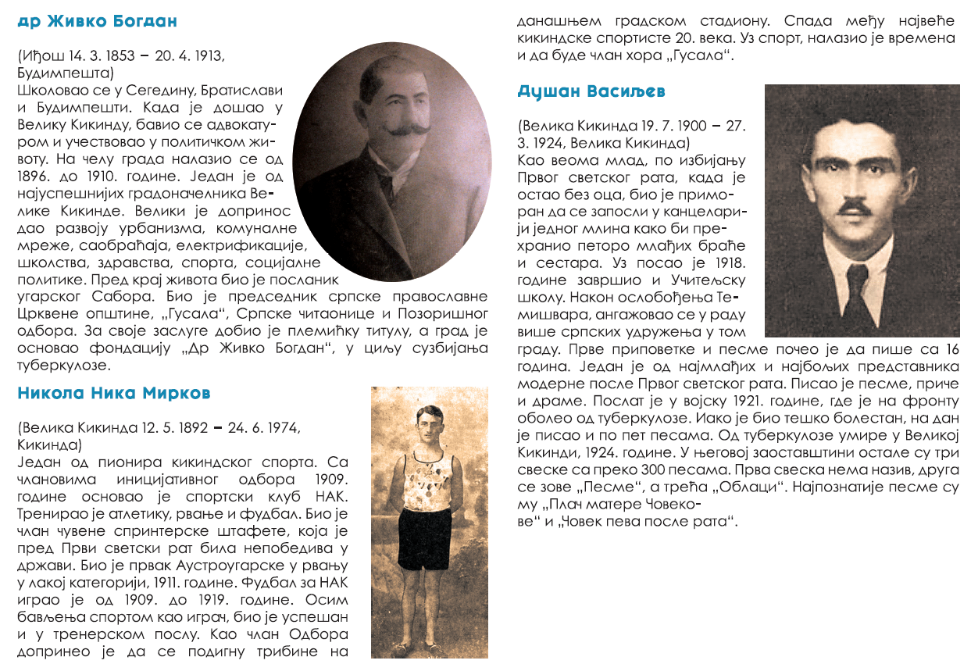 др Живко Богдан
(Иђош 14. 3. 1853 – 20. 4. 1913,
Будимпешта)
Школовао се у Сегедину, Братислави
и Будимпешти. Када је дошао у
Велику Кикинду, бавио се адвокату-
ром и учествовао у политичком жи-
воту. На челу града налазио се од
1896. до 1910. године. Један је од
најуспешнијих градоначелника Ве-
лике Кикинде. Велики је допринос
дао развоју урбанизма, комуналне
мреже, саобраћаја, електрификације,
школства, здравства, спорта, социјалне
политике. Пред крај живота био је посланик
угарског Сабора. Био је председник српске православне
Црквене општине, „Гусала“, Српске читаонице и Позоришног
одбора. За своје заслуге добио је племићку титулу, а град је
основао фондацију „Др Живко Богдан“, у циљу сузбијања
туберкулозе.
Никола Ника Мирков
(Велика Кикинда 12. 5. 1892 – 24. 6. 1974,
Кикинда)
Један од пионира кикиндског спорта. Са
члановима иницијативног одбора 1909.
године основао је спортски клуб НАК.
Тренирао је атлетику, рвање и фудбал. Био је
члан чувене спринтерске штафете, која је
пред Први светски рат била непобедива у
држави. Био је првак Аустроугарске у рвању
у лакој категорији, 1911. године. Фудбал за НАК
играо је од 1909. до 1919. године. Осим
бављења спортом као играч, био је успешан
и у тренерском послу. Као члан Одбора
допринео је да се подигну трибине на
данашњем градском стадиону. Спада међу највеће
кикиндске спортисте 20. века. Уз спорт, налазио је времена
и да буде члан хора „Гусала“.
Душан Васиљев
(Велика Кикинда 19. 7. 1900 – 27.
3. 1924, Велика Кикинда)
Као веома млад, по избијању
Првог светског рата, када је
остао без оца, био је примо-
ран да се запосли у канцелари-
ји једног млина како би пре-
хранио петоро млађих браће
и сестара. Уз посао је 1918.
године завршио и Учитељску
школу. Након ослобођења Те-
мишвара, ангажовао се у раду
више српских удружења у том
граду. Прве приповетке и песме почео је да пише са 16
година. Један је од најмлађих и најбољих представника
модерне после Првог светског рата. Писао је песме, приче
и драме. Послат је у војску 1921. године, где је на фронту
оболео од туберкулозе. Иако је био тешко болестан, на дан
је писао и по пет песама. Од туберкулозе умире у Великој
Кикинди, 1924. године. У његовој заоставштини остале су три
свеске са преко 300 песама. Прва свеска нема назив, друга
се зове „Песме“, а трећа „Облаци“. Најпознатије песме су
му „Плач матере Човеко-
ве“ и „Човек пева после рата“.